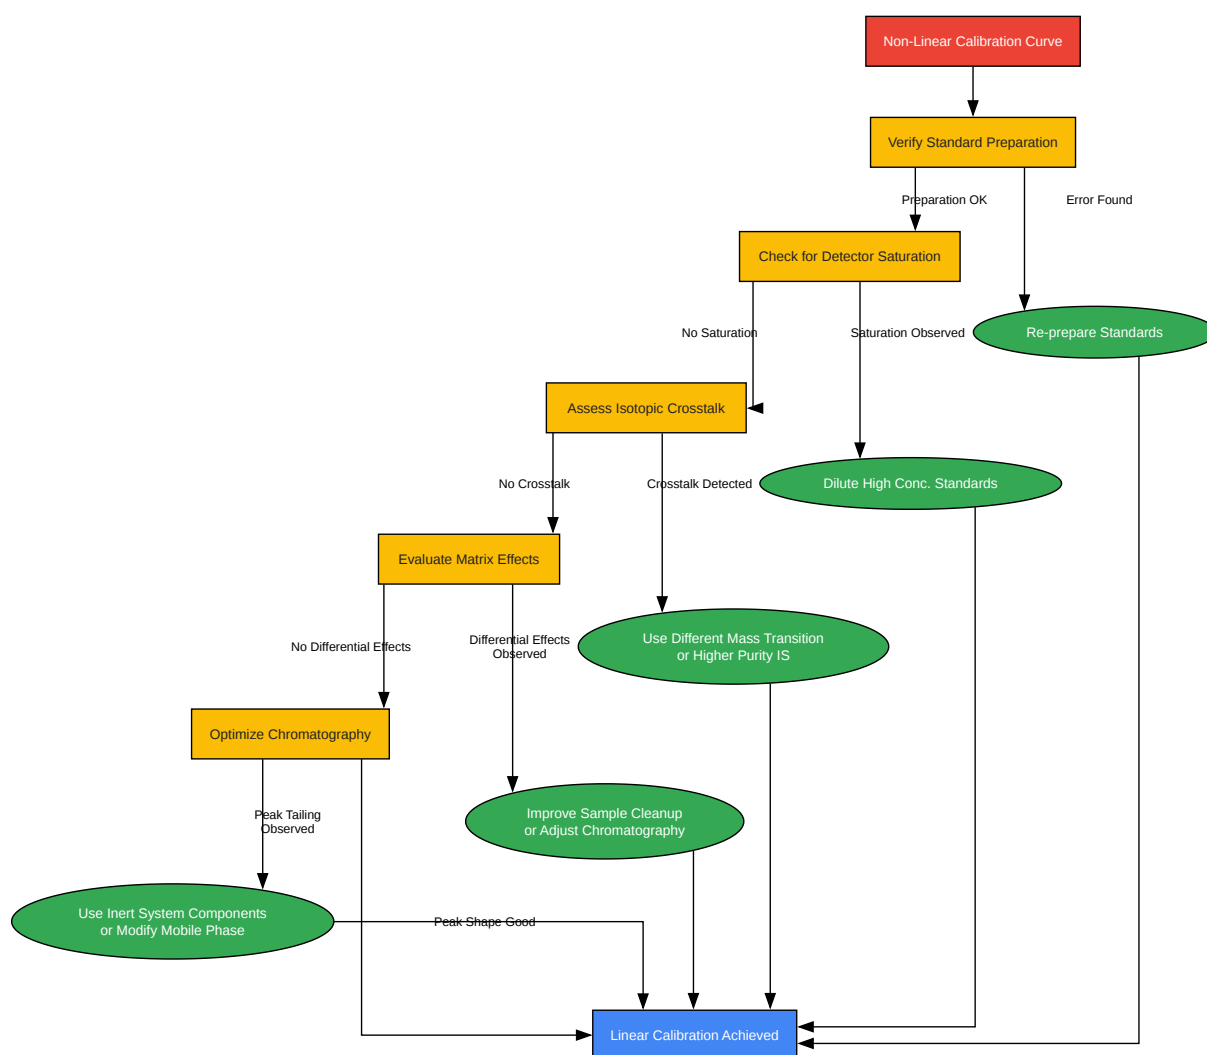 Non-Linear Calibration Curve
Verify Standard Preparation
Preparation OK
Error Found
Check for Detector Saturation
No Saturation
Saturation Observed
Re-prepare Standards
Assess Isotopic Crosstalk
No Crosstalk
Crosstalk Detected
Dilute High Conc. Standards
Evaluate Matrix Effects
No Differential Effects
Differential Effects
Observed
Use Different Mass Transition
or Higher Purity IS
Optimize Chromatography
Peak Tailing
Observed
Improve Sample Cleanup
or Adjust Chromatography
Use Inert System Components
or Modify Mobile Phase
Peak Shape Good
Linear Calibration Achieved